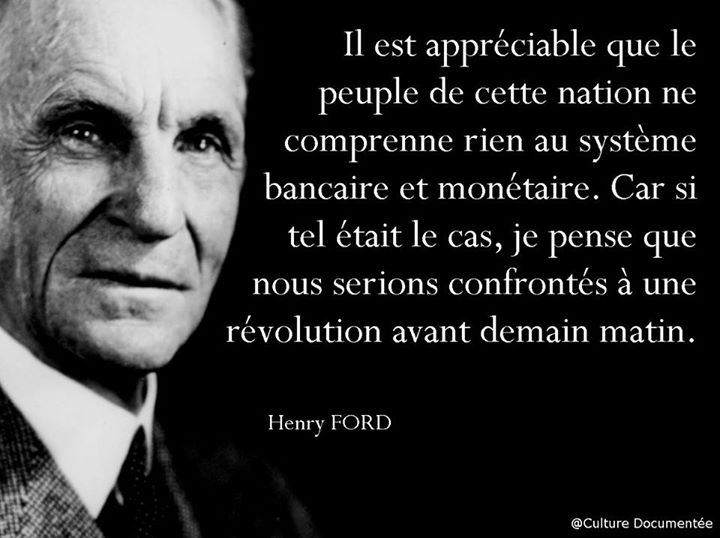 Il est appréciable que le
peuple de cette nation ne
comprenne rien au système
bancaire et monétaire. Car si
tel était le cas, je pense que
nous serions confrontés à une
révolution avant demain matin.
Henry FORD
@Culture Documentée